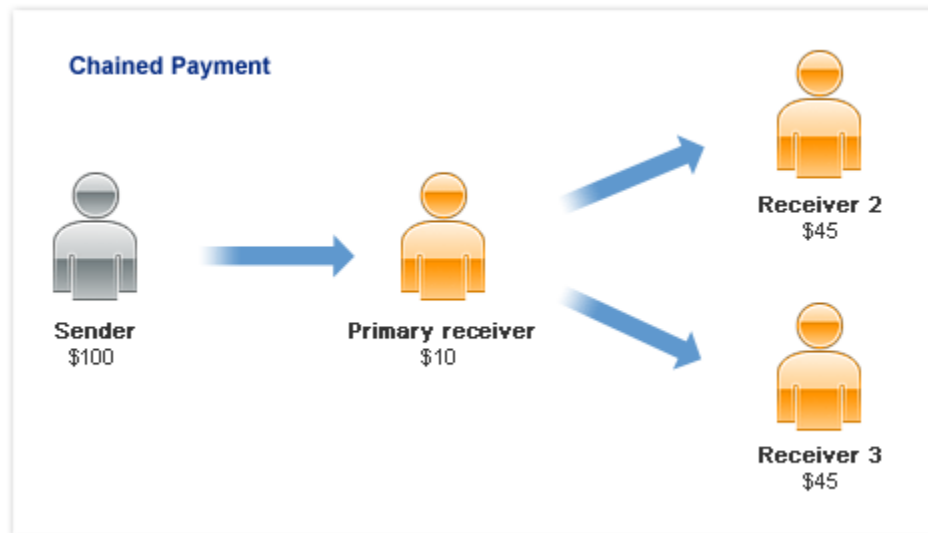 Chained Payment
Sender
$100
Primary receiver
$10
Receiver 2
$45
Receiver 3
$45